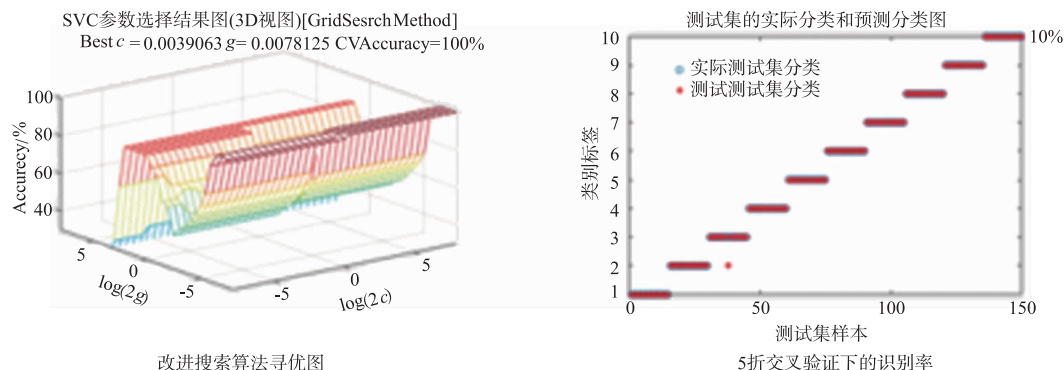 SVC参数选择结果图(3D视图)[GridSesrchMethod]
Best c = 0.0039063 g= 0.0078125 CVAccuracy=100%
100
80
60
40
Accurecy/%
5
0
-5
log(2g)
-5
0
5
log(2c)
改进搜索算法寻优图
测试集的实际分类和预测分类图
10
9
8
7
6
5
4
3
2
1
类别标签
实际测试集分类
测试测试集分类
10%
0
50
100
150
测试集样本
5折交叉验证下的识别率